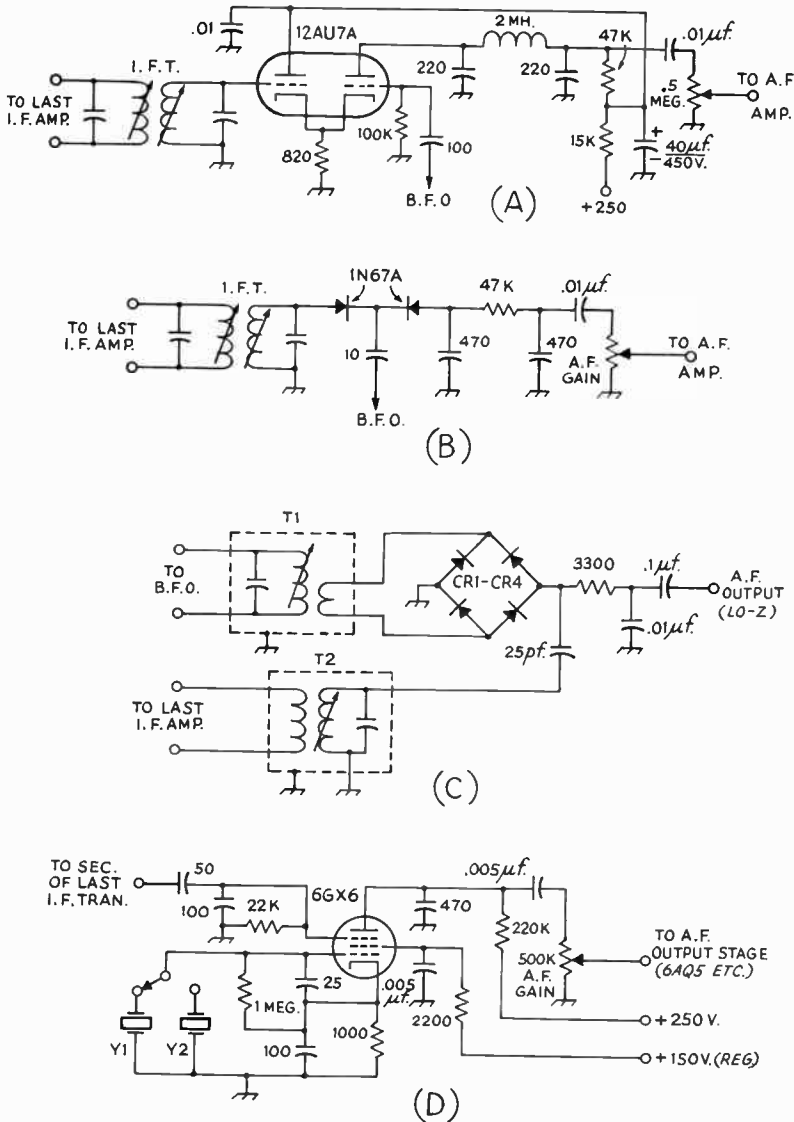 .01
12AU7A
2 MH.
47K
.01µf.
I.F.T.
TO LAST
I.F. AMP.
220
220
.5
MEG.
TO A.F.
AMP.
820
100K
100
B.F.O
15K
+
40µf.
- 450V.
+250
(A)
1N67A
I.F.T.
47K
.01µf.
TO LAST
I.F. AMP.
10
470
470
A.F.
GAIN
TO A.F.
AMP.
B.F.O.
(B)
T1
TO
B.F.O.
CR1-CR4
3300
.1µf.
A.F.
OUTPUT
(LO-Z)
.01µf.
25pf.
T2
TO LAST
I.F. AMP.
(C)
TO SEC.
OF LAST
I.F. TRAN.
50
100
22K
6GX6
470
.005µf.
220K
500K
A.F.
GAIN
TO A.F.
OUTPUT STAGE
(6AQ5 ETC.)
25
.005
µf.
1 MEG.
100
1000
2200
+250 V.
+150V. (REG)
Y1
Y2
(D)